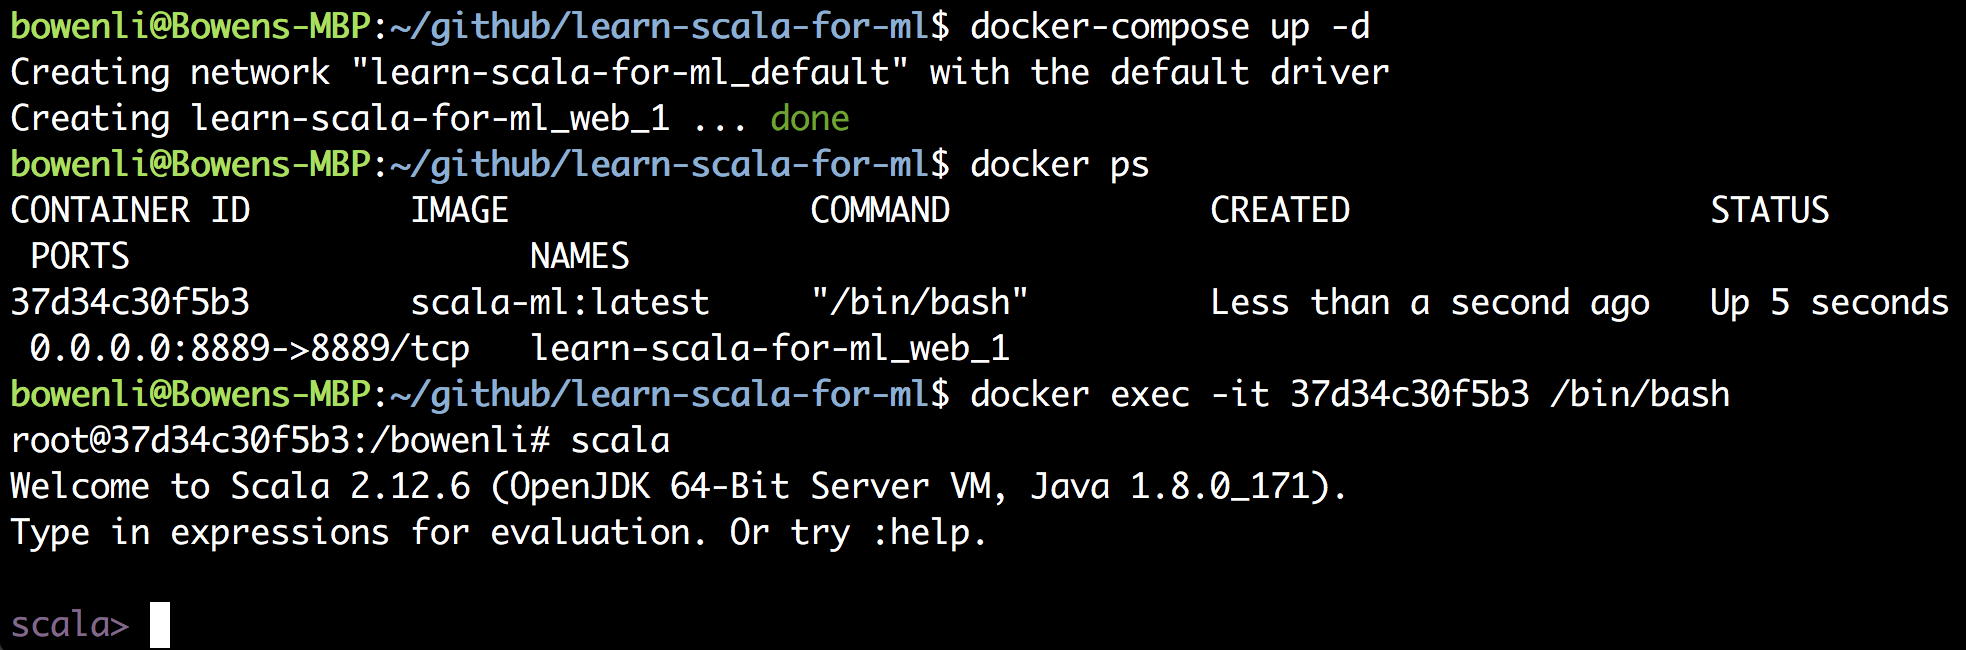 bowenli@Bowens-MBP:~/github/learn-scala-for-ml$ docker-compose up -d
Creating network "learn-scala-for-ml_default" with the default driver
Creating learn-scala-for-ml_web_1 ... done
bowenli@Bowens-MBP:~/github/learn-scala-for-ml$ docker ps
CONTAINER ID        IMAGE               COMMAND             CREATED                  STATUS
 PORTS                    NAMES
37d34c30f5b3        scala-ml:latest     "/bin/bash"         Less than a second ago   Up 5 seconds
 0.0.0.0:8889->8889/tcp   learn-scala-for-ml_web_1
bowenli@Bowens-MBP:~/github/learn-scala-for-ml$ docker exec -it 37d34c30f5b3 /bin/bash
root@37d34c30f5b3:/bowenli# scala
Welcome to Scala 2.12.6 (OpenJDK 64-Bit Server VM, Java 1.8.0_171).
Type in expressions for evaluation. Or try :help.
scala>